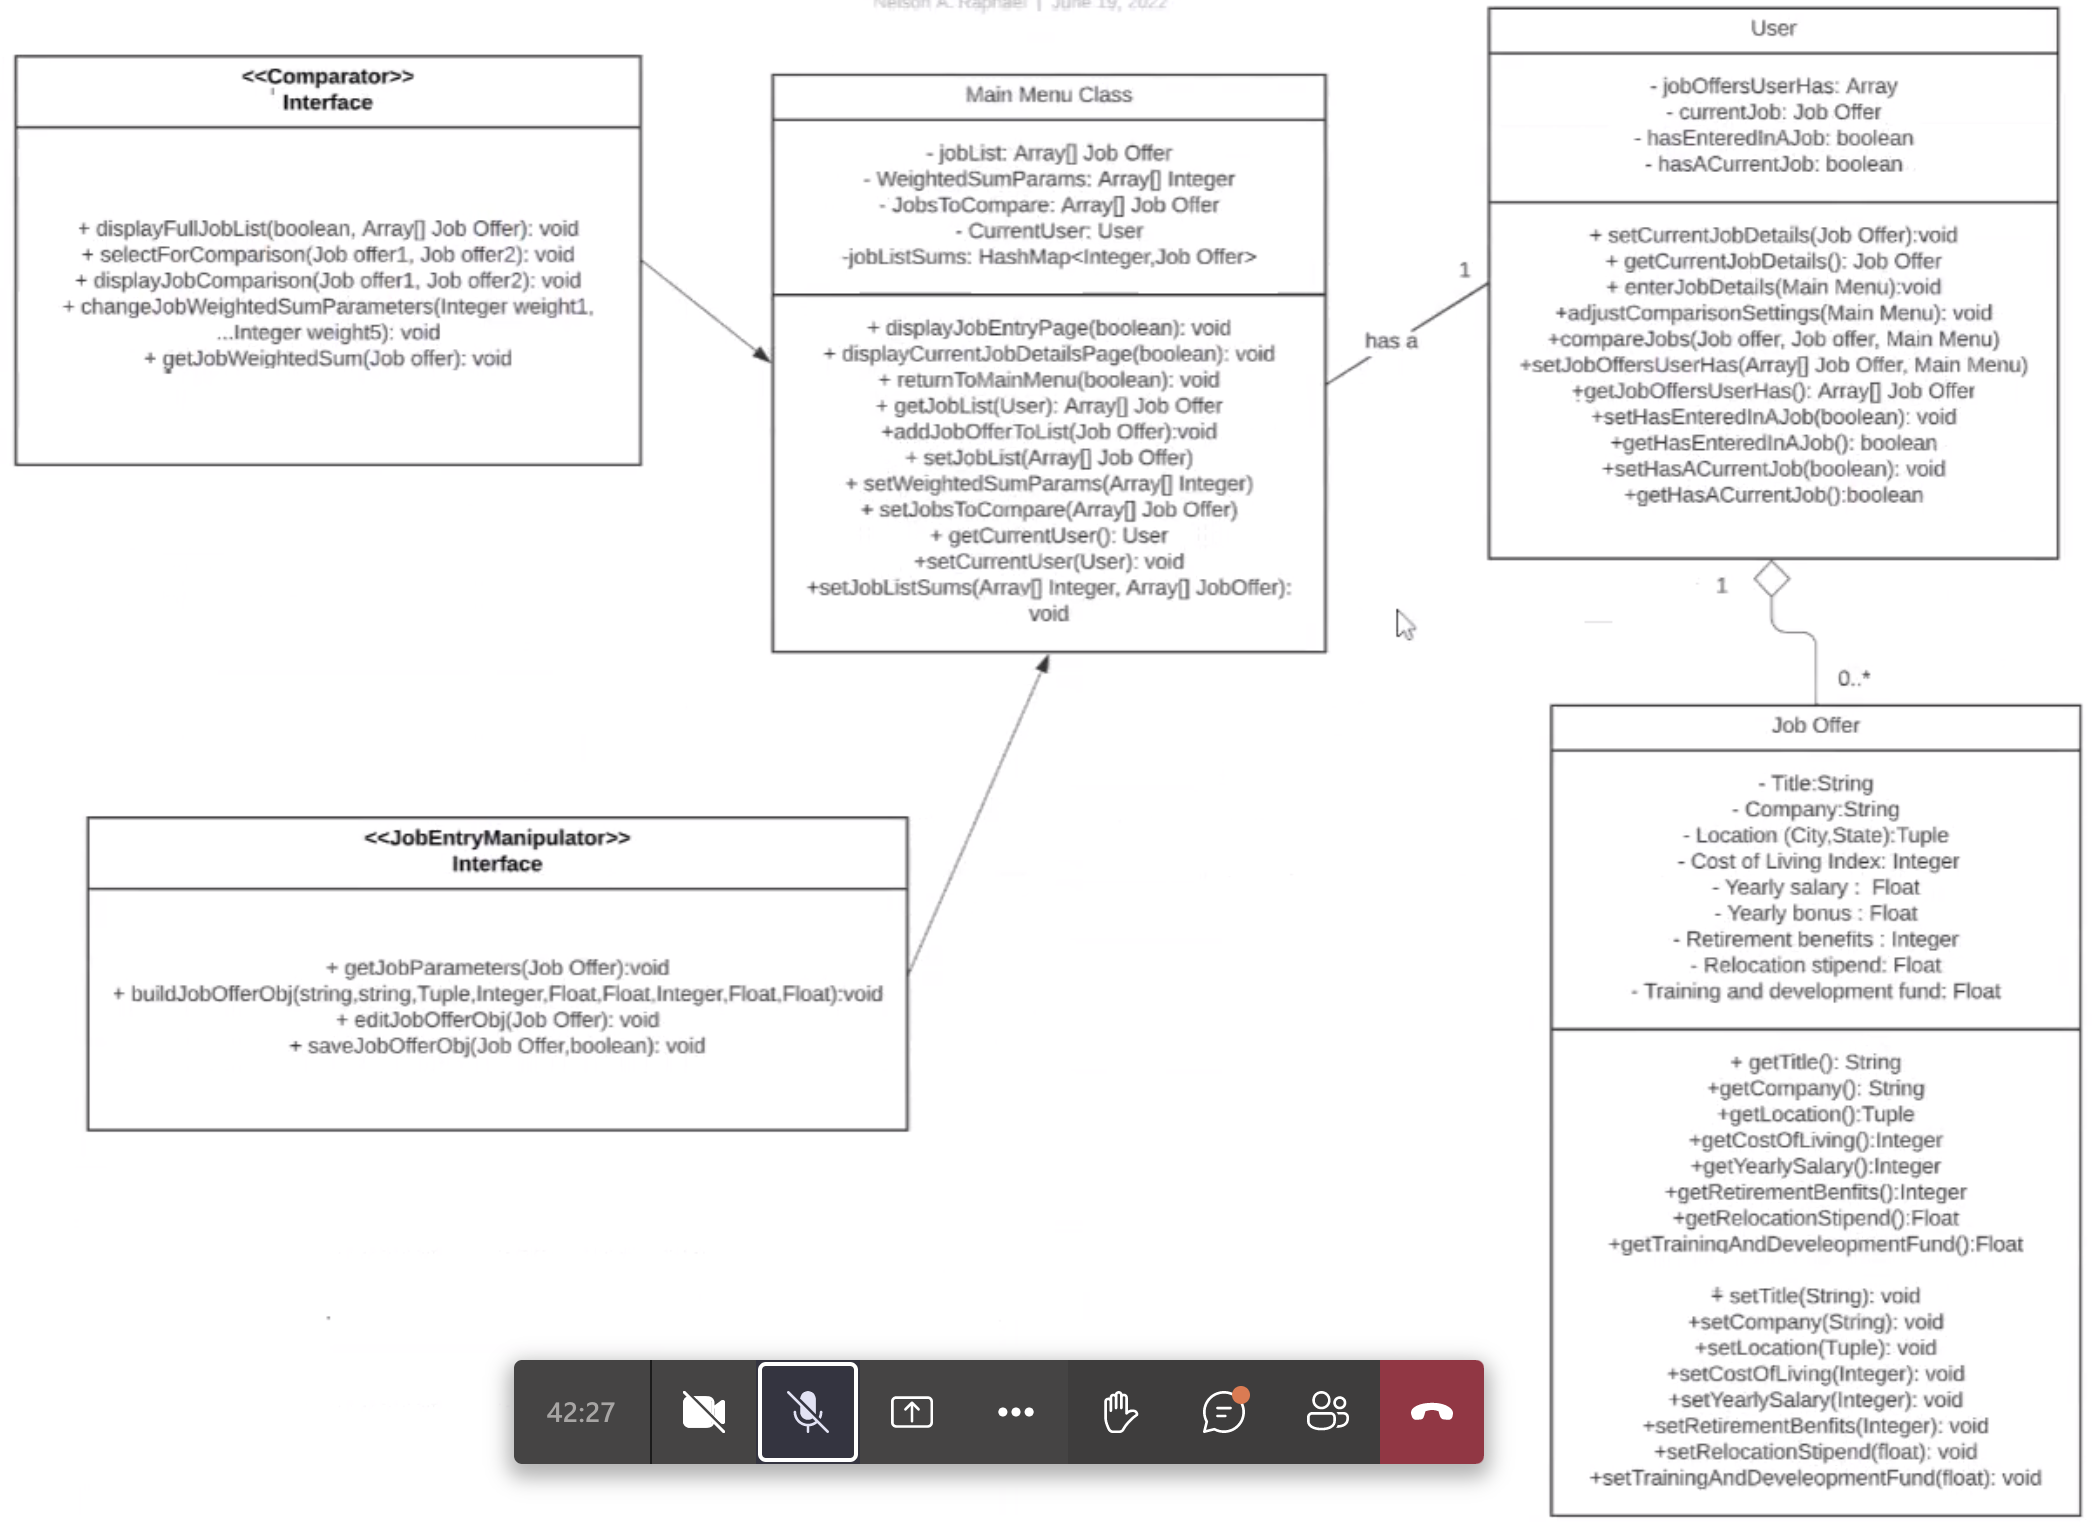 Nelson A. Raphael | June 19, 2022
<<Comparator>>
Interface
+ displayFullJobList(boolean, Array[] Job Offer): void
+ selectForComparison(Job offer1, Job offer2): void
+ displayJobComparison(Job offer1, Job offer2): void
+ changeJobWeightedSumParameters(Integer weight1,
...Integer weight5): void
+ getJobWeightedSum(Job offer): void
Main Menu Class
- jobList: Array[] Job Offer
- WeightedSumParams: Array[] Integer
- JobsToCompare: Array[] Job Offer
- CurrentUser: User
-jobListSums: HashMap<Integer,Job Offer>
+ displayJobEntryPage(boolean): void
+ displayCurrentJobDetailsPage(boolean): void
+ returnToMainMenu(boolean): void
+ getJobList(User): Array[] Job Offer
+addJobOfferToList(Job Offer):void
+ setJobList(Array[] Job Offer)
+ setWeightedSumParams(Array[] Integer)
+ setJobsToCompare(Array[] Job Offer)
+ getCurrentUser(): User
+setCurrentUser(User): void
+setJobListSums(Array[] Integer, Array[] JobOffer):
void
has a
1
User
- jobOffersUserHas: Array
- currentJob: Job Offer
- hasEnteredInAJob: boolean
- hasACurrentJob: boolean
+ setCurrentJobDetails(Job Offer):void
+ getCurrentJobDetails(): Job Offer
+ enterJobDetails(Main Menu):void
+adjustComparisonSettings(Main Menu): void
+compareJobs(Job offer, Job offer, Main Menu)
+setJobOffersUserHas(Array[] Job Offer, Main Menu)
+getJobOffersUserHas(): Array[] Job Offer
+setHasEnteredInAJob(boolean): void
+getHasEnteredInAJob(): boolean
+setHasACurrentJob(boolean): void
+getHasACurrentJob():boolean
1
0..*
Job Offer
- Title:String
- Company:String
- Location (City,State):Tuple
- Cost of Living Index: Integer
- Yearly salary : Float
- Yearly bonus : Float
- Retirement benefits : Integer
- Relocation stipend: Float
- Training and development fund: Float
+ getTitle(): String
+getCompany(): String
+getLocation():Tuple
+getCostOfLiving():Integer
+getYearlySalary():Integer
+getRetirementBenfits():Integer
+getRelocationStipend():Float
+getTrainingAndDeveleopmentFund():Float
+ setTitle(String): void
+setCompany(String): void
+setLocation(Tuple): void
+setCostOfLiving(Integer): void
+setYearlySalary(Integer): void
+setRetirementBenfits(Integer): void
+setRelocationStipend(float): void
+setTrainingAndDeveleopmentFund(float): void
<<JobEntryManipulator>>
Interface
+ getJobParameters(Job Offer):void
+ buildJobOfferObj(string,string,Tuple,Integer,Float,Float,Integer,Float,Float):void
+ editJobOfferObj(Job Offer): void
+ saveJobOfferObj(Job Offer,boolean): void
42:27